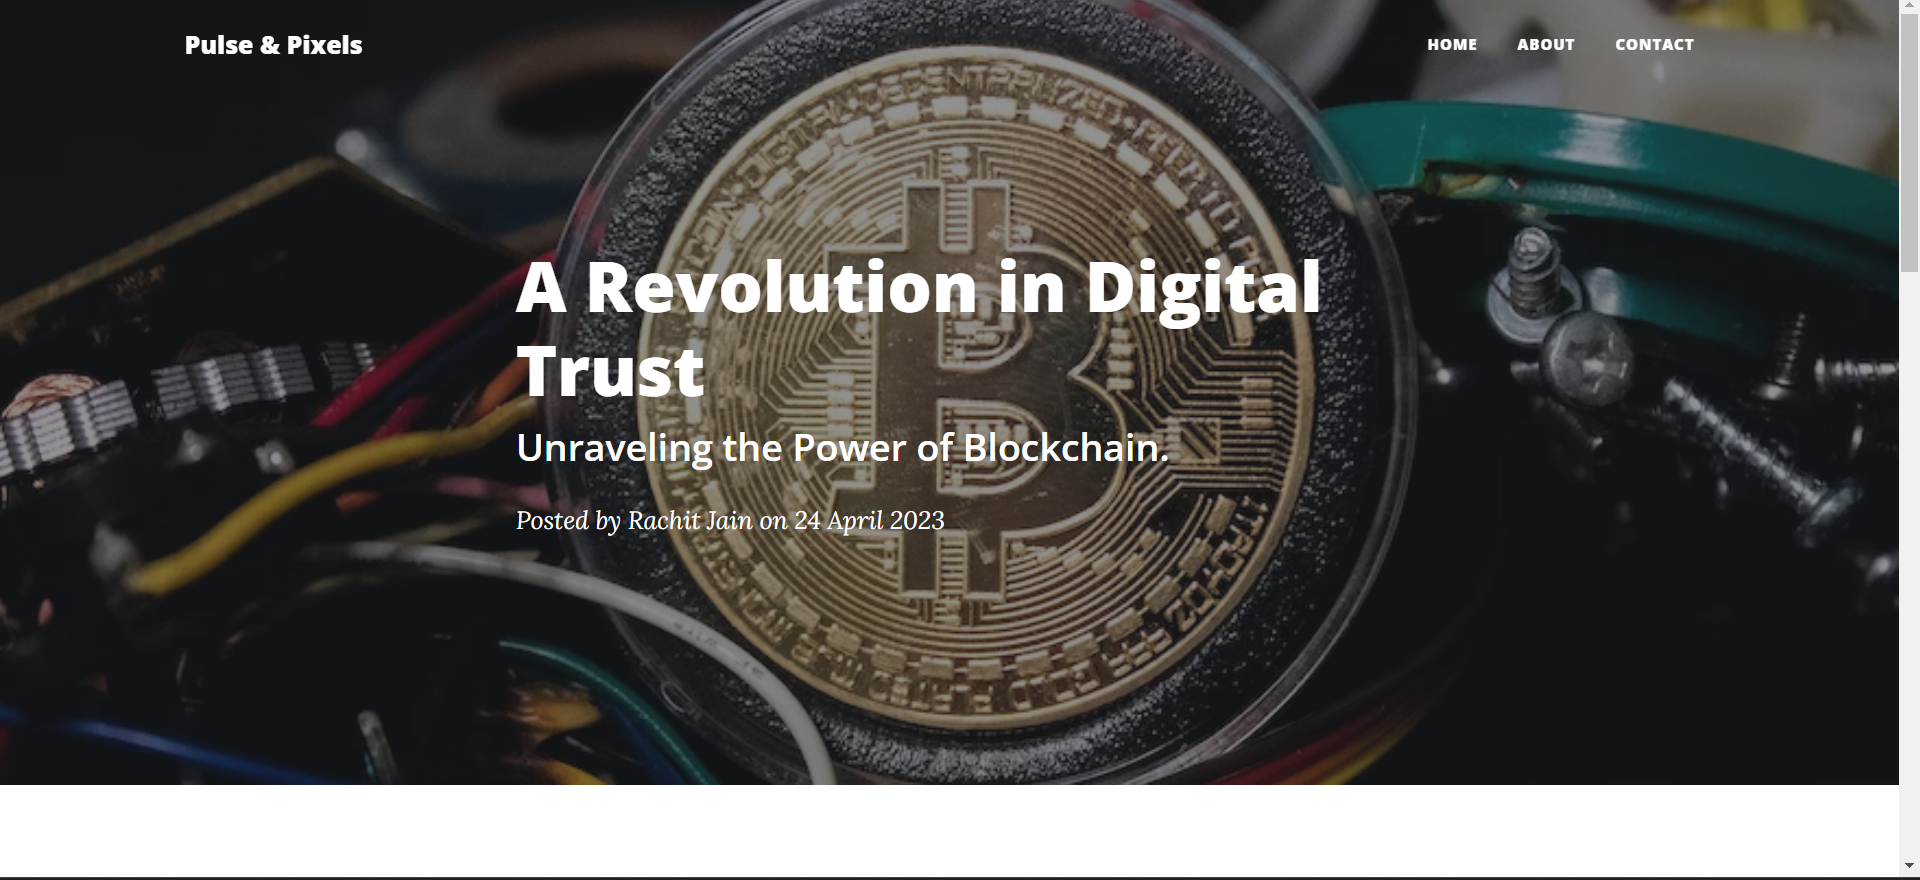 Pulse & Pixels
HOME ABOUT CONTACT
A Revolution in Digital
Trust
Unraveling the Power of Blockchain.
Posted by Rachit Jain on 24 April 2023